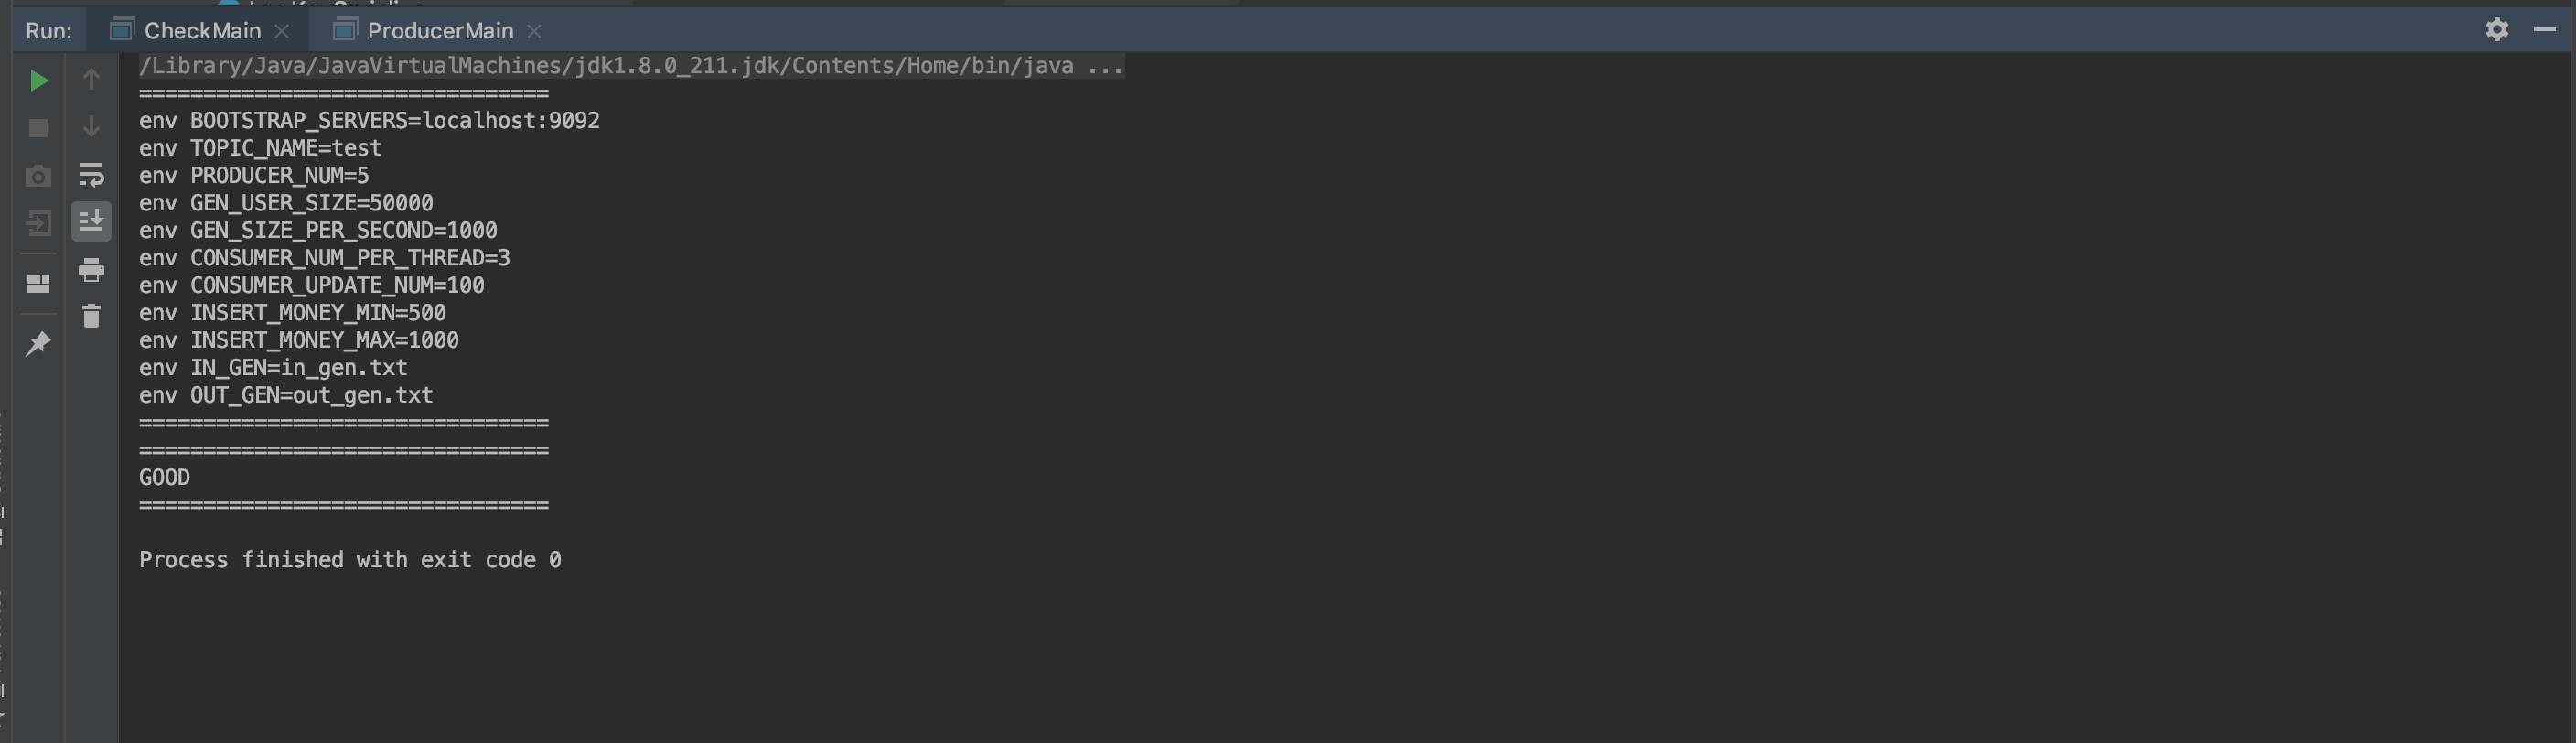 Run: CheckMain ProducerMain
/Library/Java/JavaVirtualMachines/jdk1.8.0_211.jdk/Contents/Home/bin/java ...
================================
env BOOTSTRAP_SERVERS=localhost:9092
env TOPIC_NAME=test
env PRODUCER_NUM=5
env GEN_USER_SIZE=50000
env GEN_SIZE_PER_SECOND=1000
env CONSUMER_NUM_PER_THREAD=3
env CONSUMER_UPDATE_NUM=100
env INSERT_MONEY_MIN=500
env INSERT_MONEY_MAX=1000
env IN_GEN=in_gen.txt
env OUT_GEN=out_gen.txt
================================
================================
GOOD
================================
Process finished with exit code 0